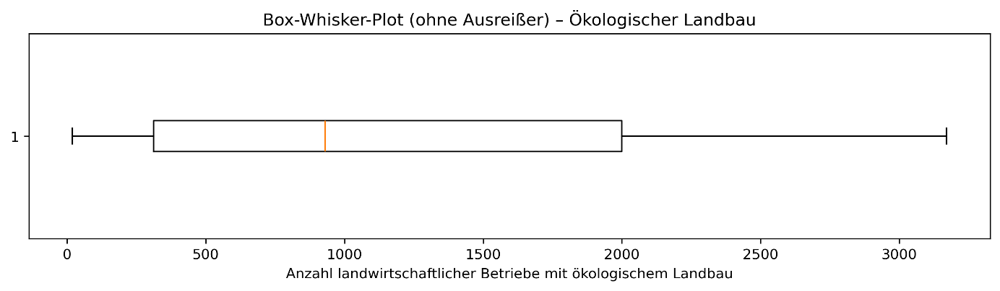 Box-Whisker-Plot (ohne Ausreißer) – Ökologischer Landbau
1
0 500 1000 1500 2000 2500 3000
Anzahl landwirtschaftlicher Betriebe mit ökologischem Landbau